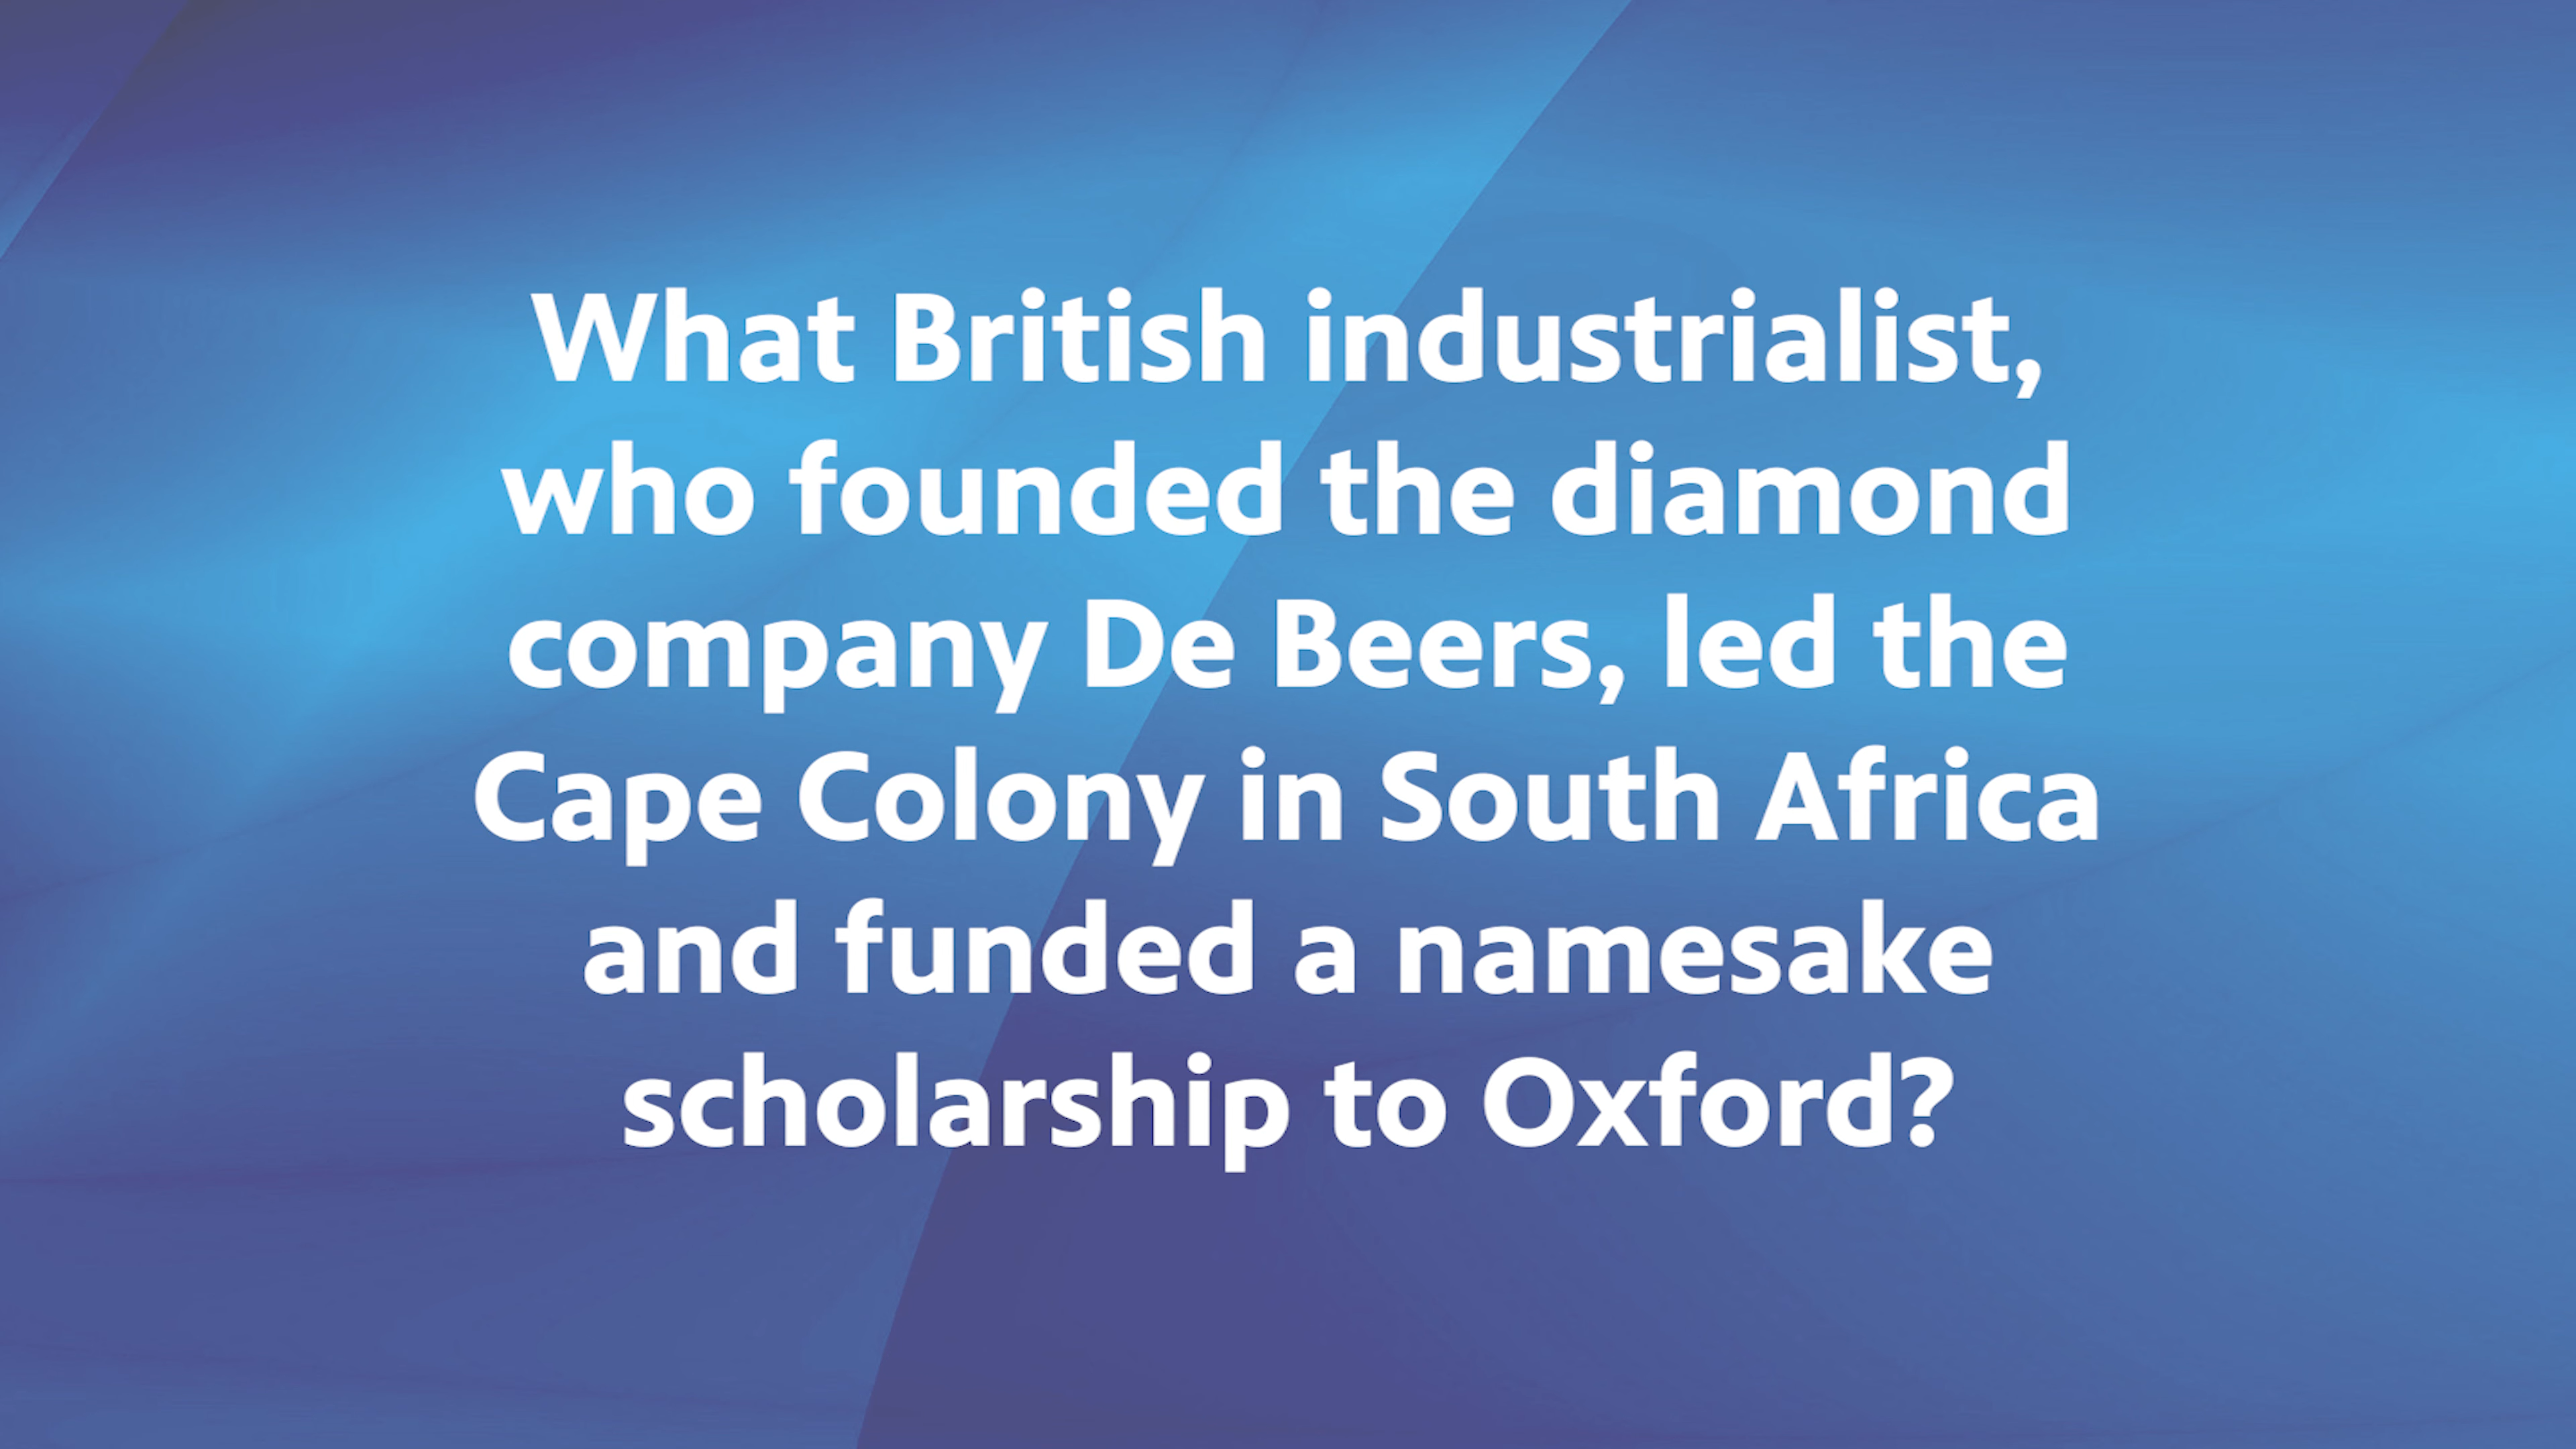 What British industrialist,
who founded the diamond
company De Beers, led the
Cape Colony in South Africa
and funded a namesake
scholarship to Oxford?